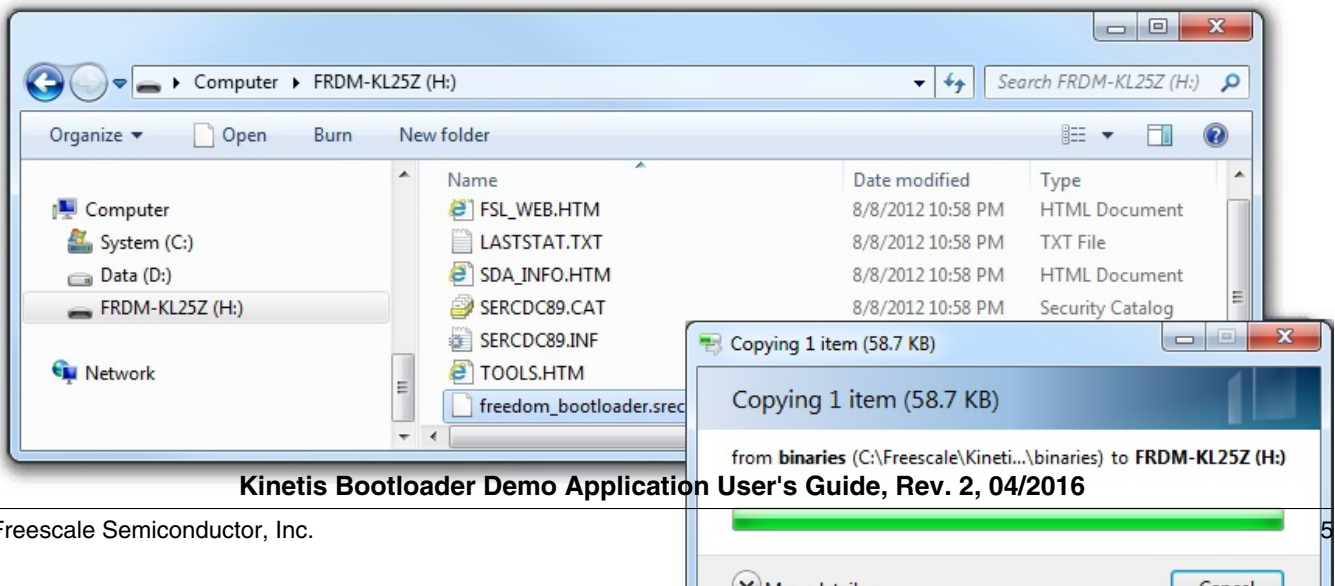 Computer FRDM-KL25Z (H:) Search FRDM-KL25Z (H:)
Organize Open Burn New folder
Name Date modified Type
Computer FSL_WEB.HTM 8/8/2012 10:58 PM HTML Document
System (C:) LASTSTAT.TXT 8/8/2012 10:58 PM TXT File
Data (D:) SDA_INFO.HTM 8/8/2012 10:58 PM HTML Document
FRDM-KL25Z (H:) SERCDC89.CAT 8/8/2012 10:58 PM Security Catalog
SERCDC89.INF
Network TOOLS.HTM
freedom_bootloader.srec
Copying 1 item (58.7 KB)
Copying 1 item (58.7 KB)
from binaries (C:\Freescale\Kineti...\binaries) to FRDM-KL25Z (H:)
Kinetis Bootloader Demo Application User's Guide, Rev. 2, 04/2016
Freescale Semiconductor, Inc. 5
Cancel